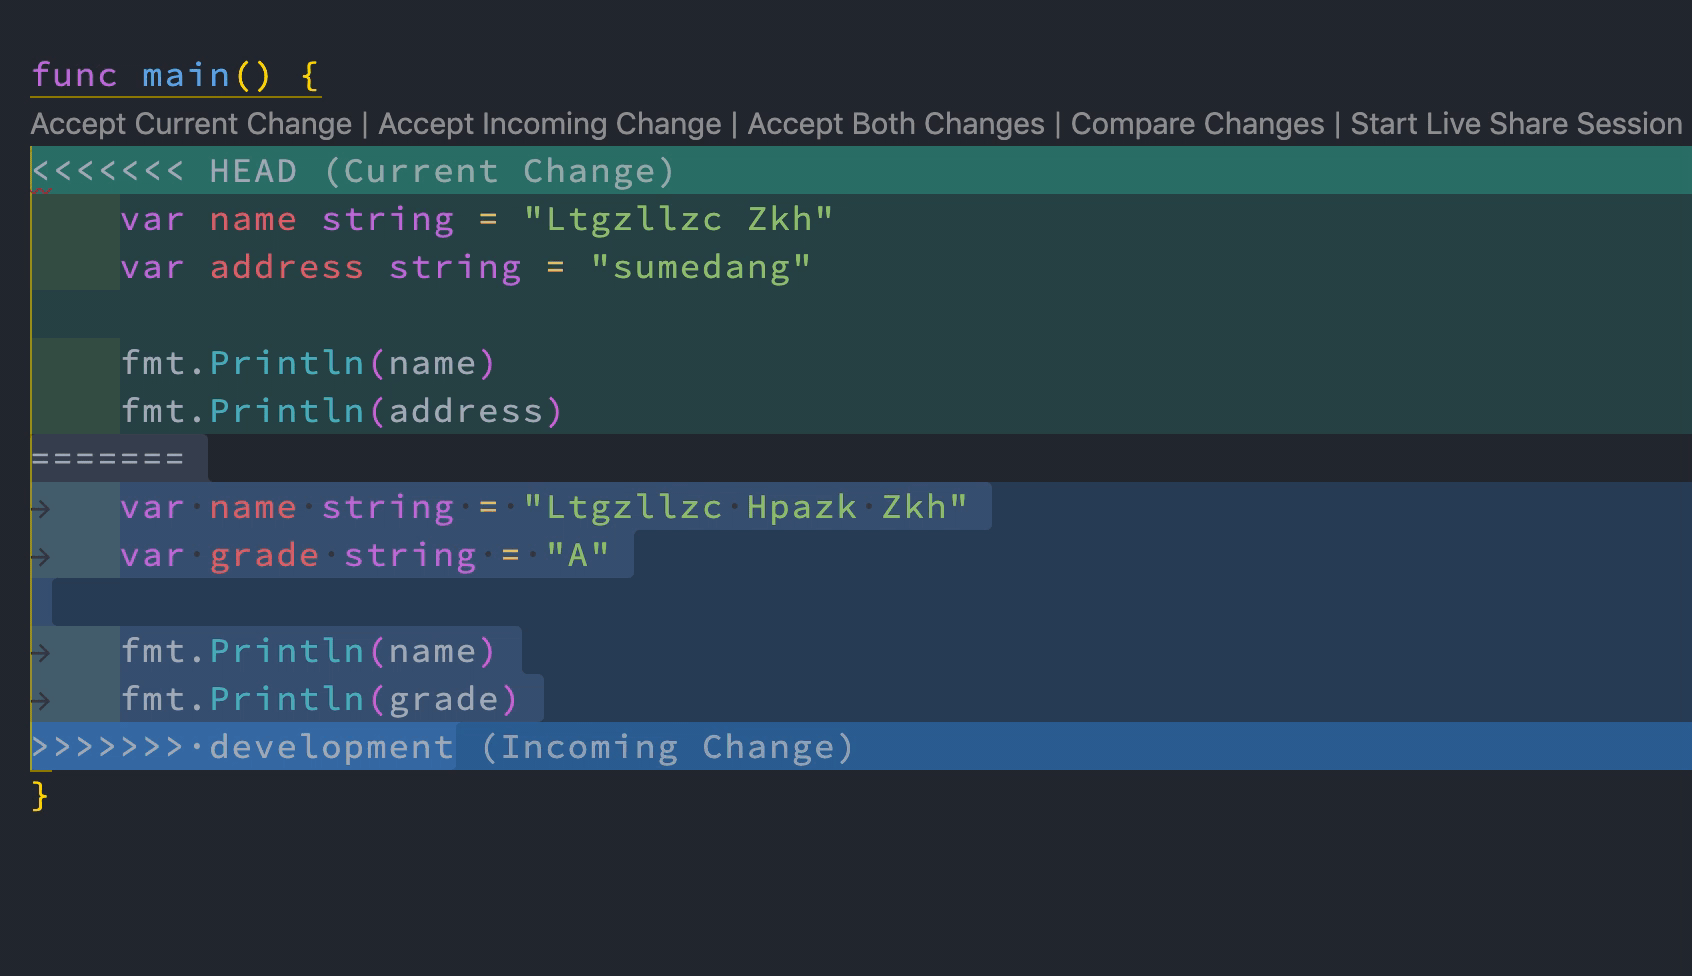 func main() {
Accept Current Change | Accept Incoming Change | Accept Both Changes | Compare Changes | Start Live Share Session
<<<<<<< HEAD (Current Change)
var name string = "Ltgzllzc Zkh"
var address string = "sumedang"
fmt.Println(name)
fmt.Println(address)
=======
var name string = "Ltgzllzc Hpazk Zkh"
var grade string = "A"
fmt.Println(name)
fmt.Println(grade)
>>>>>>> development (Incoming Change)
}